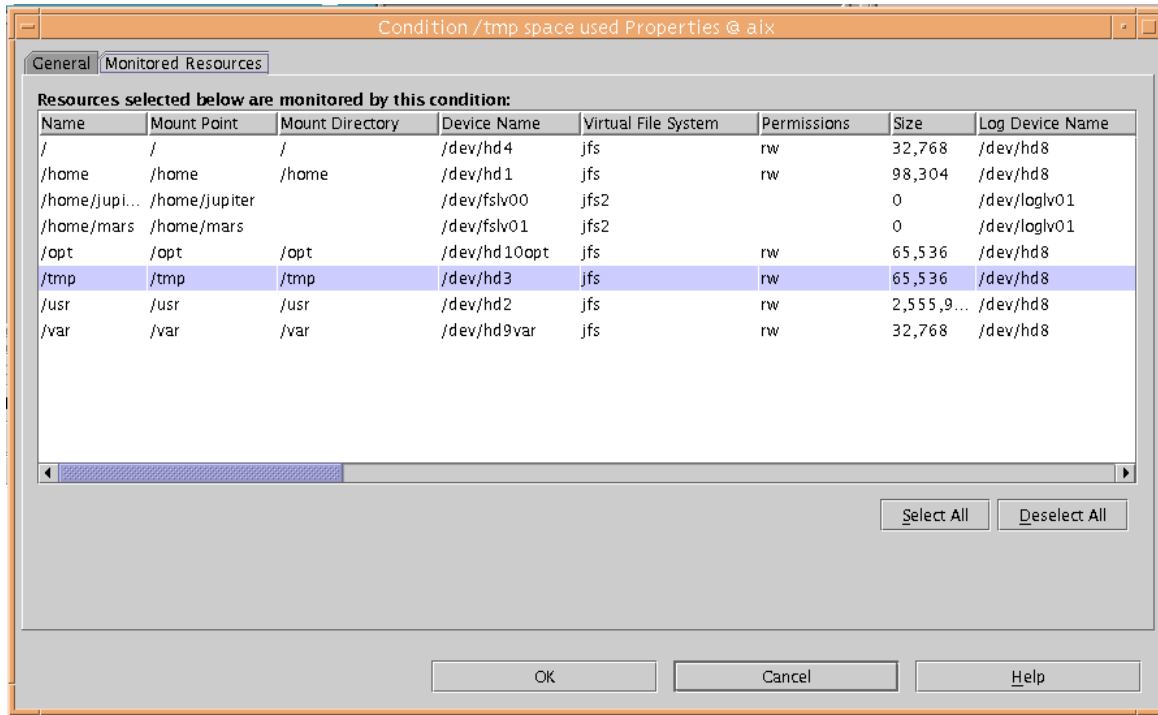 Condition /tmp space used Properties @ aix
General Monitored Resources
Resources selected below are monitored by this condition:
Name Mount Point Mount Directory Device Name Virtual File System Permissions Size Log Device Name
/ / / /dev/hd4 jfs rw 32,768 /dev/hd8
/home /home /home /dev/hd1 jfs rw 98,304 /dev/hd8
/home/jupi... /home/jupiter /dev/fslv00 jfs2 0 /dev/loglv01
/home/mars /home/mars /dev/fslv01 jfs2 0 /dev/loglv01
/opt /opt /opt /dev/hd10opt jfs rw 65,536 /dev/hd8
/tmp /tmp /tmp /dev/hd3 jfs rw 65,536 /dev/hd8
/usr /usr /usr /dev/hd2 jfs rw 2,555,9... /dev/hd8
/var /var /var /dev/hd9var jfs rw 32,768 /dev/hd8
Select All Deselect All
OK Cancel Help